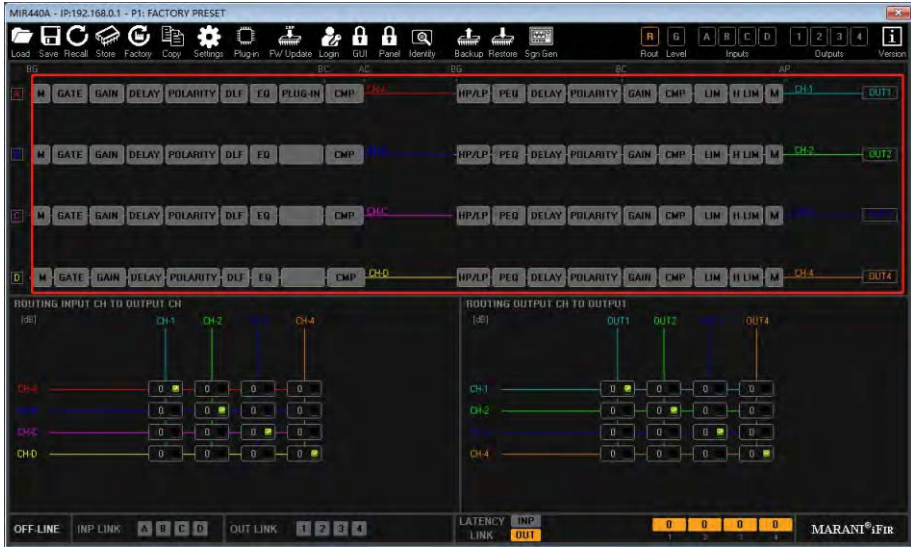 MIR440A - IP:192.168.0.1 - P1: FACTORY PRESET
Load Save Recall Store Factory Copy Settings Plug-in FW Update Login GUI Panel Identify Backup Restore Sgn Gen Rout Level Inputs Outputs Version
R G A B C D 1 2 3 4
BG BC AC BG BC AP
A M GATE GAIN DELAY POLARITY DLF EQ PLUG-IN CMP CH-A HP/LP PEQ DELAY POLARITY GAIN CMP LIM H LIM M CH-1 OUT1
M GATE GAIN DELAY POLARITY DLF EQ CMP HP/LP PEQ DELAY POLARITY GAIN CMP LIM H LIM M CH-2 OUT2
C M GATE GAIN DELAY POLARITY DLF EQ CMP CH-C HP/LP PEQ DELAY POLARITY GAIN CMP LIM H LIM M
D M GATE GAIN DELAY POLARITY DLF EQ CMP CH-D HP/LP PEQ DELAY POLARITY GAIN CMP LIM H LIM M CH-4 OUT4
ROUTING INPUT CH TO OUTPUT CH ROUTING OUTPUT CH TO OUTPUT
(dB) CH-1 CH-2 CH-4 (dB) OUT1 OUT2 OUT4
CH-A 0 0 0 0 CH-1 0 0 0 0
0 0 0 0 CH-2 0 0 0 0
CH-C 0 0 0 0 0 0 0 0
CH-D 0 0 0 0 CH-4 0 0 0 0
OFF-LINE INP LINK A B C D OUT LINK 1 2 3 4 LATENCY INP 0 0 0 0 MARANI® iFIR
LINK OUT 1 2 3 4